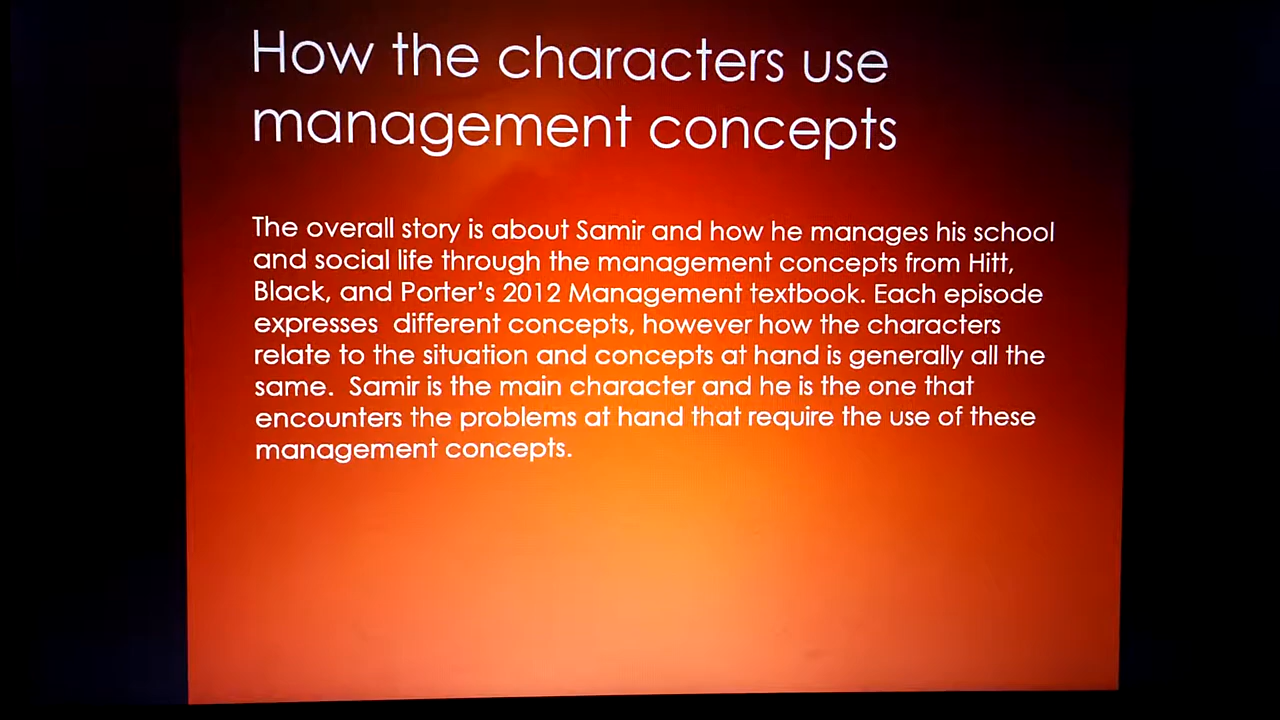 How the characters use
management concepts
The overall story is about Samir and how he manages his school
and social life through the management concepts from Hitt,
Black, and Porter's 2012 Management textbook. Each episode
expresses  different concepts, however how the characters
relate to the situation and concepts at hand is generally all the
same.  Samir is the main character and he is the one that
encounters the problems at hand that require the use of these
management concepts.